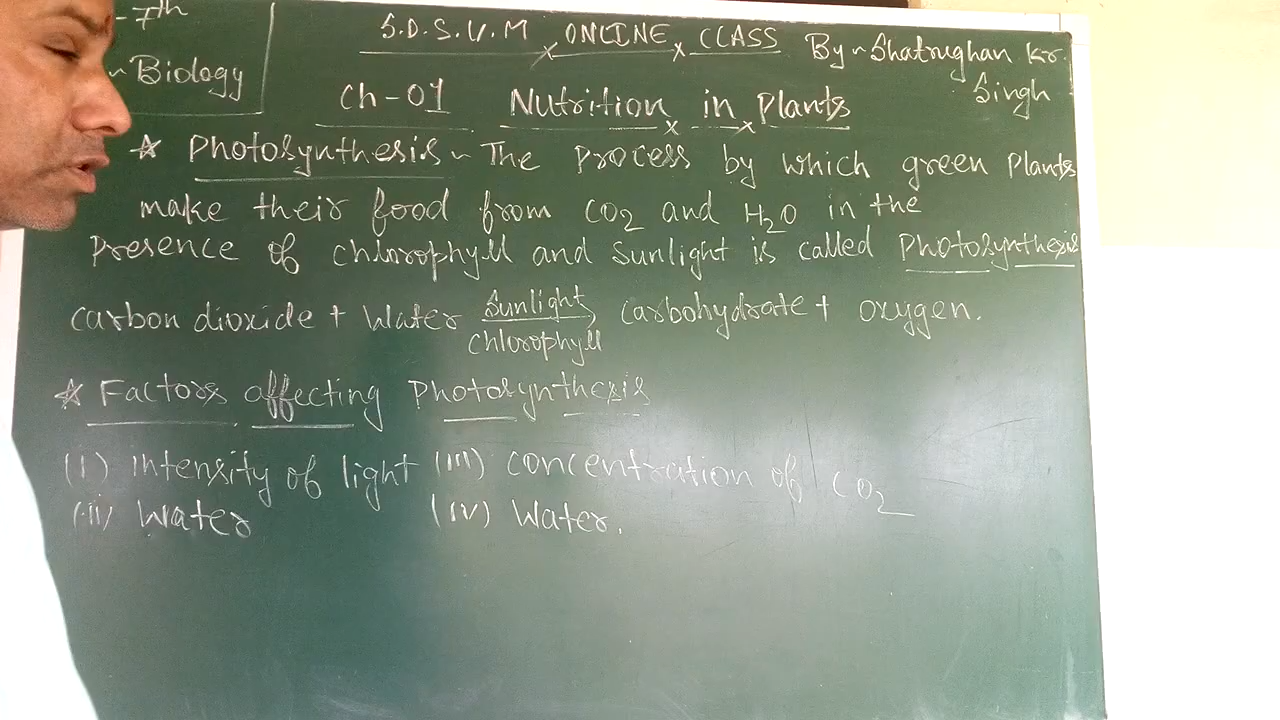 -7th
~ Biology
S.D.S.V.M × ONLINE × CLASS By ~ Shatrughan Kr. Singh
Ch-01 Nutrition × in × Plants
* Photosynthesis ~ The Process by which green Plants
make their food from CO2 and H2O in the
Presence of chlorophyll and Sunlight is called Photosynthesis
carbon dioxide + Water Sunlight carbohydrate + oxygen.
chlorophyll
* Factors affecting Photosynthesis
(i) intensity of light (iii) concentration of CO2
(ii) Water (iv) Water.